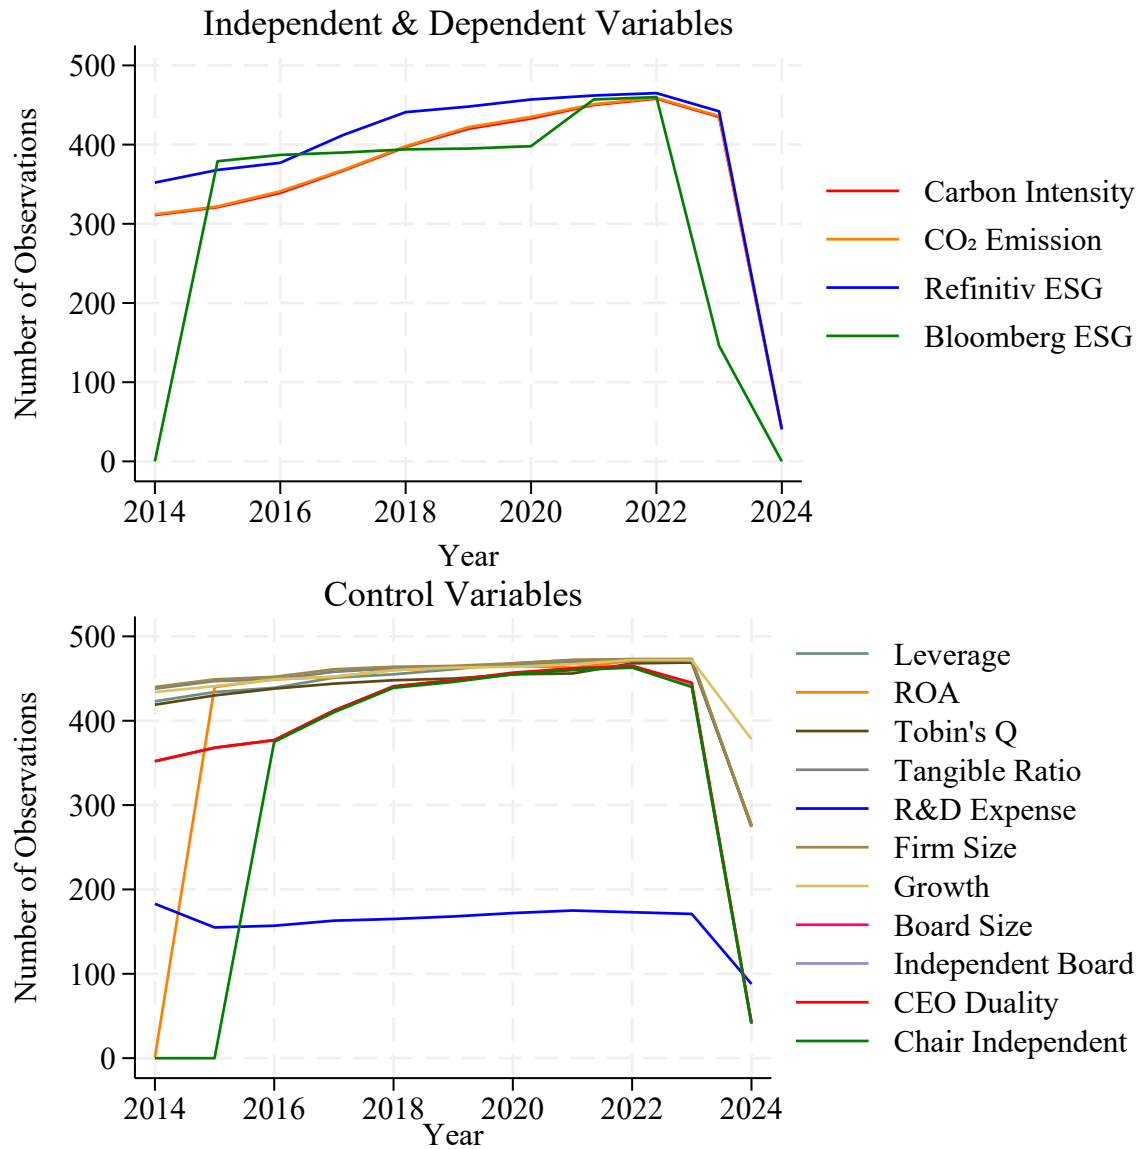 Independent & Dependent Variables
Number of Observations
500
400
300
200
100
0
2014 2016 2018 2020 2022 2024
Year
Carbon Intensity
CO₂ Emission
Refinitiv ESG
Bloomberg ESG
Control Variables
Number of Observations
500
400
300
200
100
0
2014 2016 2018 2020 2022 2024
Year
Leverage
ROA
Tobin's Q
Tangible Ratio
R&D Expense
Firm Size
Growth
Board Size
Independent Board
CEO Duality
Chair Independent